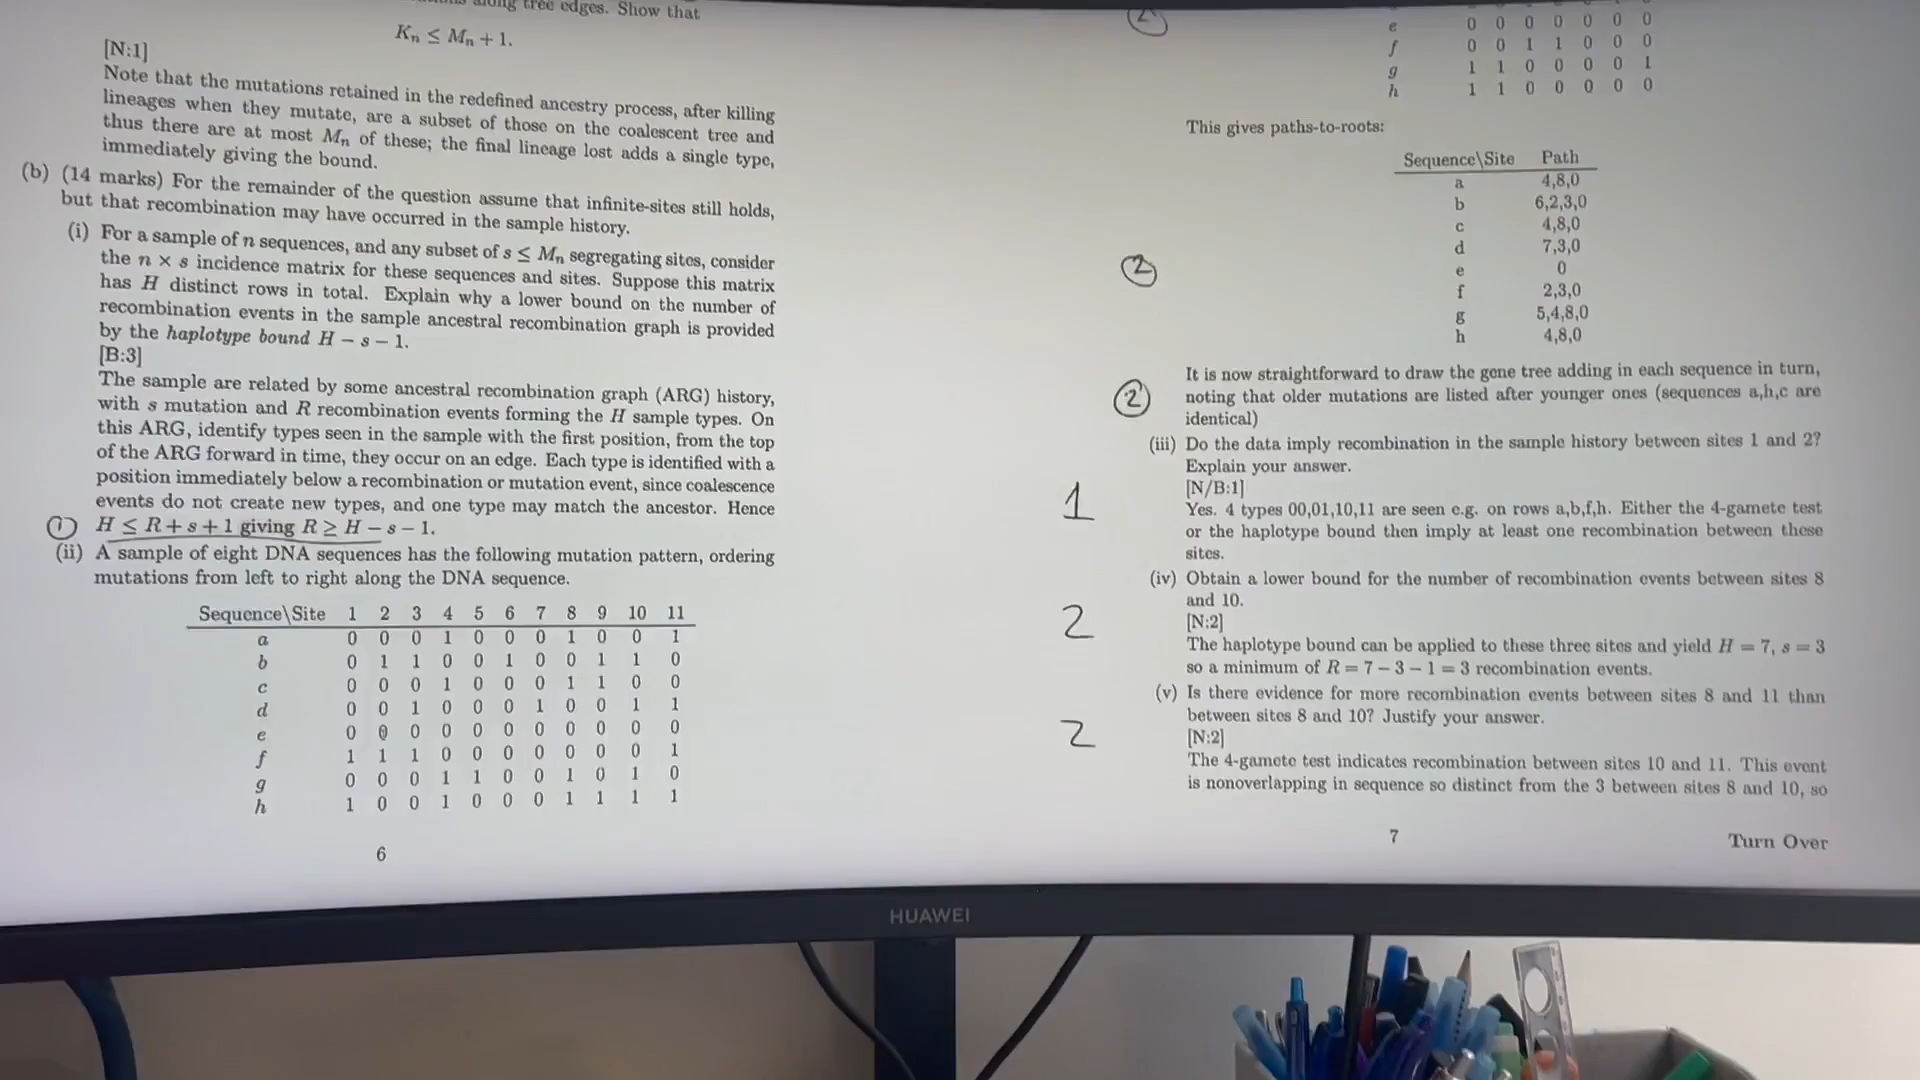 along tree edges. Show that
Kn ≤ Mn + 1.
[N:1]
Note that the mutations retained in the redefined ancestry process, after killing
lineages when they mutate, are a subset of those on the coalescent tree and
thus there are at most Mn of these; the final lineage lost adds a single type,
immediately giving the bound.
(b) (14 marks) For the remainder of the question assume that infinite-sites still holds,
but that recombination may have occurred in the sample history.
(i) For a sample of n sequences, and any subset of s ≤ Mn segregating sites, consider
the n × s incidence matrix for these sequences and sites. Suppose this matrix
has H distinct rows in total. Explain why a lower bound on the number of
recombination events in the sample ancestral recombination graph is provided
by the haplotype bound H − s − 1.
[B:3]
The sample are related by some ancestral recombination graph (ARG) history,
with s mutation and R recombination events forming the H sample types. On
this ARG, identify types seen in the sample with the first position, from the top
of the ARG forward in time, they occur on an edge. Each type is identified with a
position immediately below a recombination or mutation event, since coalescence
events do not create new types, and one type may match the ancestor. Hence
① H ≤ R + s + 1 giving R ≥ H − s − 1.
(ii) A sample of eight DNA sequences has the following mutation pattern, ordering
mutations from left to right along the DNA sequence.
Sequence\Site 1 2 3 4 5 6 7 8 9 10 11
a 0 0 0 1 0 0 0 1 0 0 1
b 0 1 1 0 0 1 0 0 1 1 0
c 0 0 0 1 0 0 0 1 1 0 0
d 0 0 1 0 0 0 1 0 0 1 1
e 0 0 0 0 0 0 0 0 0 0 0
f 1 1 1 0 0 0 0 0 0 0 1
g 0 0 0 1 1 0 0 1 0 1 0
h 1 0 0 1 0 0 0 1 1 1 1
6
e 0 0 0 0 0 0 0
f 0 0 1 1 0 0 0
g 1 1 0 0 0 0 1
h 1 1 0 0 0 0 0
This gives paths-to-roots:
Sequence\Site Path
a 4,8,0
b 6,2,3,0
c 4,8,0
d 7,3,0
②
e 0
f 2,3,0
g 5,4,8,0
h 4,8,0
It is now straightforward to draw the gene tree adding in each sequence in turn,
② noting that older mutations are listed after younger ones (sequences a,h,c are
identical)
(iii) Do the data imply recombination in the sample history between sites 1 and 2?
Explain your answer.
[N/B:1]
1 Yes. 4 types 00,01,10,11 are seen e.g. on rows a,b,f,h. Either the 4-gamete test
or the haplotype bound then imply at least one recombination between these
sites.
(iv) Obtain a lower bound for the number of recombination events between sites 8
and 10.
2 [N:2]
The haplotype bound can be applied to these three sites and yield H = 7, s = 3
so a minimum of R = 7 − 3 − 1 = 3 recombination events.
(v) Is there evidence for more recombination events between sites 8 and 11 than
between sites 8 and 10? Justify your answer.
2 [N:2]
The 4-gamete test indicates recombination between sites 10 and 11. This event
is nonoverlapping in sequence so distinct from the 3 between sites 8 and 10, so
7
Turn Over
HUAWEI